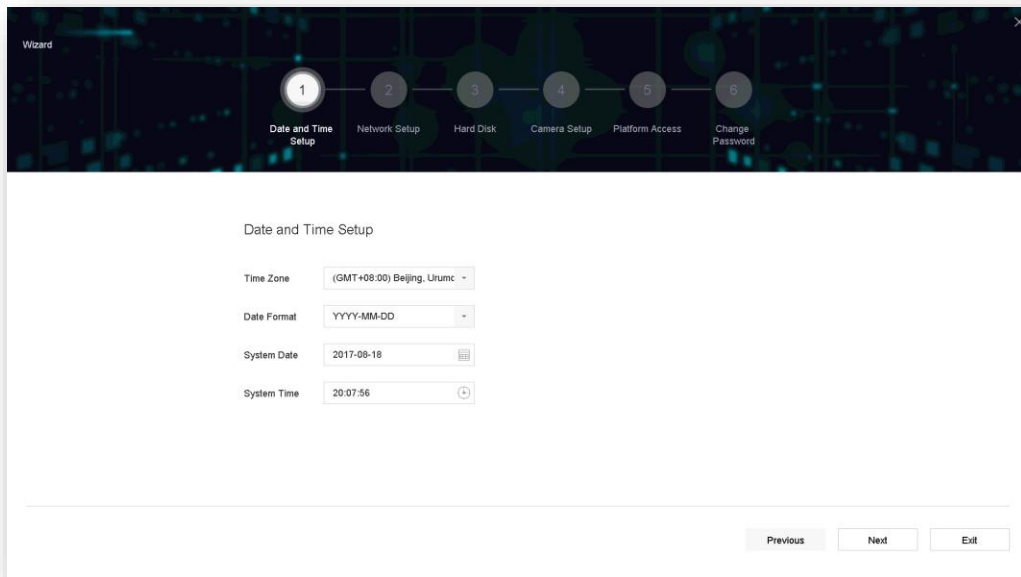 Wizard
1
2
3
4
5
6
Date and Time
Setup
Network Setup
Hard Disk
Camera Setup
Platform Access
Change
Password
Date and Time Setup
Time Zone
(GMT+08:00) Beijing, Urumc
Date Format
YYYY-MM-DD
System Date
2017-08-18
System Time
20:07:56
Previous
Next
Exit